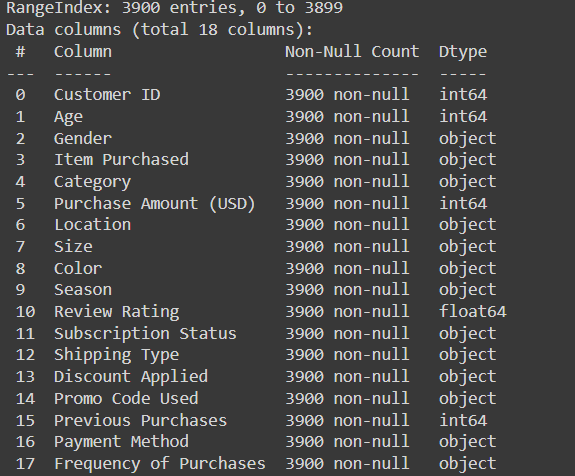 RangeIndex: 3900 entries, 0 to 3899
Data columns (total 18 columns):
 #   Column                  Non-Null Count  Dtype
---  ------                  --------------  -----
 0   Customer ID             3900 non-null   int64
 1   Age                     3900 non-null   int64
 2   Gender                  3900 non-null   object
 3   Item Purchased          3900 non-null   object
 4   Category                3900 non-null   object
 5   Purchase Amount (USD)   3900 non-null   int64
 6   Location                3900 non-null   object
 7   Size                    3900 non-null   object
 8   Color                   3900 non-null   object
 9   Season                  3900 non-null   object
 10  Review Rating           3900 non-null   float64
 11  Subscription Status     3900 non-null   object
 12  Shipping Type           3900 non-null   object
 13  Discount Applied        3900 non-null   object
 14  Promo Code Used         3900 non-null   object
 15  Previous Purchases      3900 non-null   int64
 16  Payment Method          3900 non-null   object
 17  Frequency of Purchases  3900 non-null   object